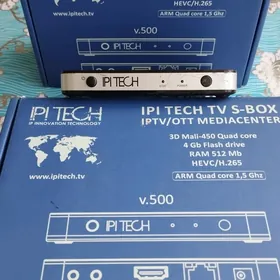 HEVC/H.265
ARM Quad core 1,5 Ghz
www.ipitech.tv
v.500
IPI TECH
IPI TECH
IPI TECH
IP INNOVATION TECHNOLOGY
IPI TECH TV S-BOX
IPTV/OTT MEDIACENTER
3D Mali-450 Quad core
4 Gb Flash drive
RAM 512 Mb
HEVC/H.265
ARM Quad core 1,5 Ghz
www.ipitech.tv
v.500
IPI TECH